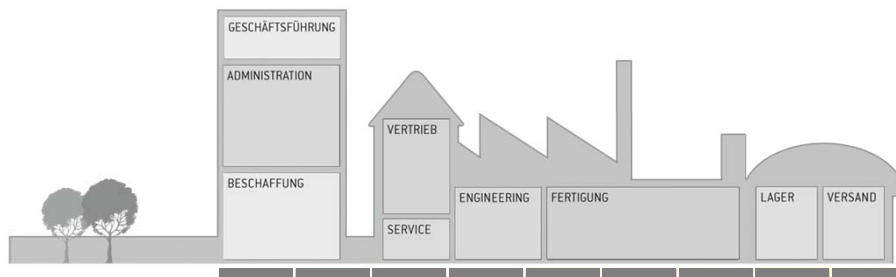 GESCHÄFTSFÜHRUNG
ADMINISTRATION
BESCHAFFUNG
VERTRIEB
SERVICE
ENGINEERING
FERTIGUNG
LAGER
VERSAND